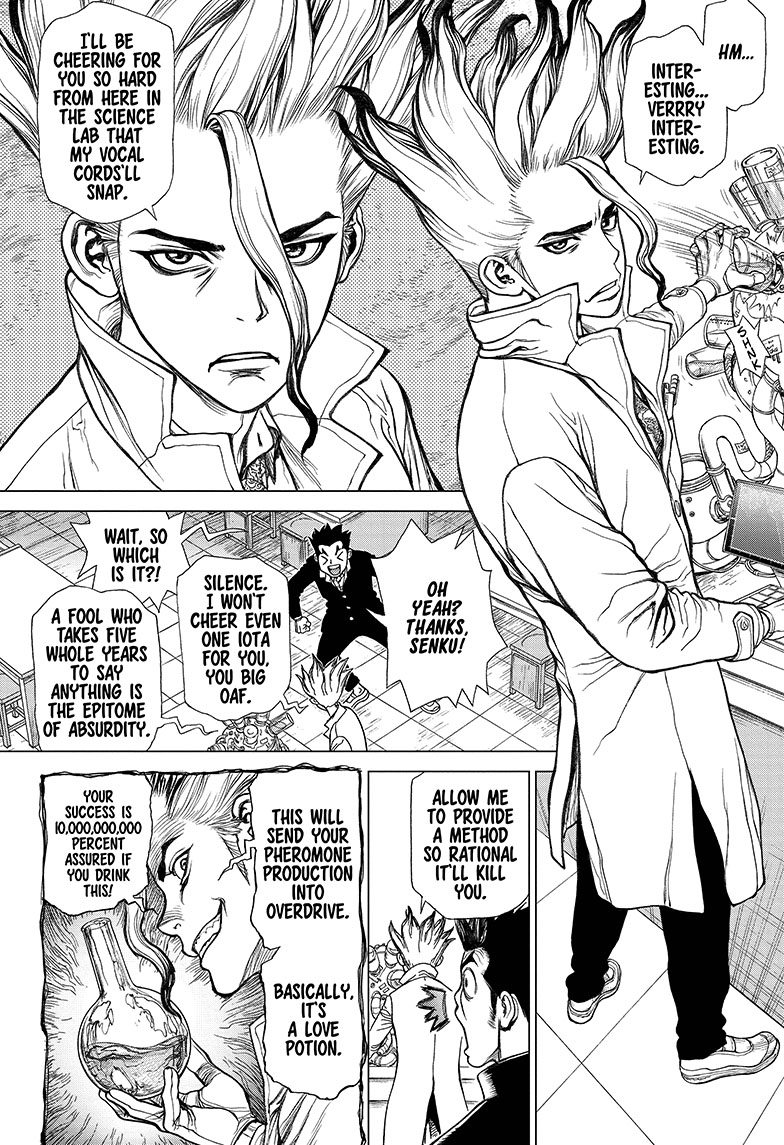 HM...
INTER-
ESTING...
VERRRY
INTER-
ESTING.
SHNK
I'LL BE
CHEERING FOR
YOU SO HARD
FROM HERE IN
THE SCIENCE
LAB THAT
MY VOCAL
CORDS'LL
SNAP.
OH
YEAH?
THANKS,
SENKU!
SILENCE.
I WON'T
CHEER EVEN
ONE IOTA
FOR YOU,
YOU BIG
OAF.
WAIT, SO
WHICH
IS IT?!
A FOOL WHO
TAKES FIVE
WHOLE YEARS
TO SAY
ANYTHING IS
THE EPITOME
OF ABSURDITY.
ALLOW ME
TO PROVIDE
A METHOD
SO RATIONAL
IT'LL KILL
YOU.
THIS WILL
SEND YOUR
PHEROMONE
PRODUCTION
INTO
OVERDRIVE.
BASICALLY,
IT'S
A LOVE
POTION.
YOUR
SUCCESS IS
10,000,000,000
PERCENT
ASSURED IF
YOU DRINK
THIS!